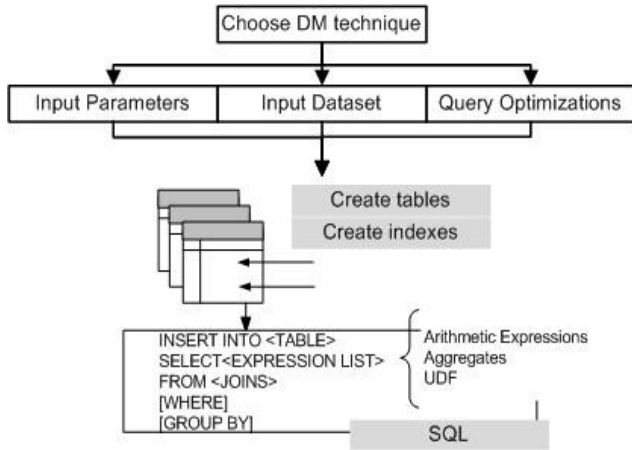 Choose DM technique
Input Parameters
Input Dataset
Query Optimizations
Create tables
Create indexes
INSERT INTO <TABLE>
SELECT<EXPRESSION LIST>
FROM <JOINS>
[WHERE]
[GROUP BY]
Arithmetic Expressions
Aggregates
UDF
SQL